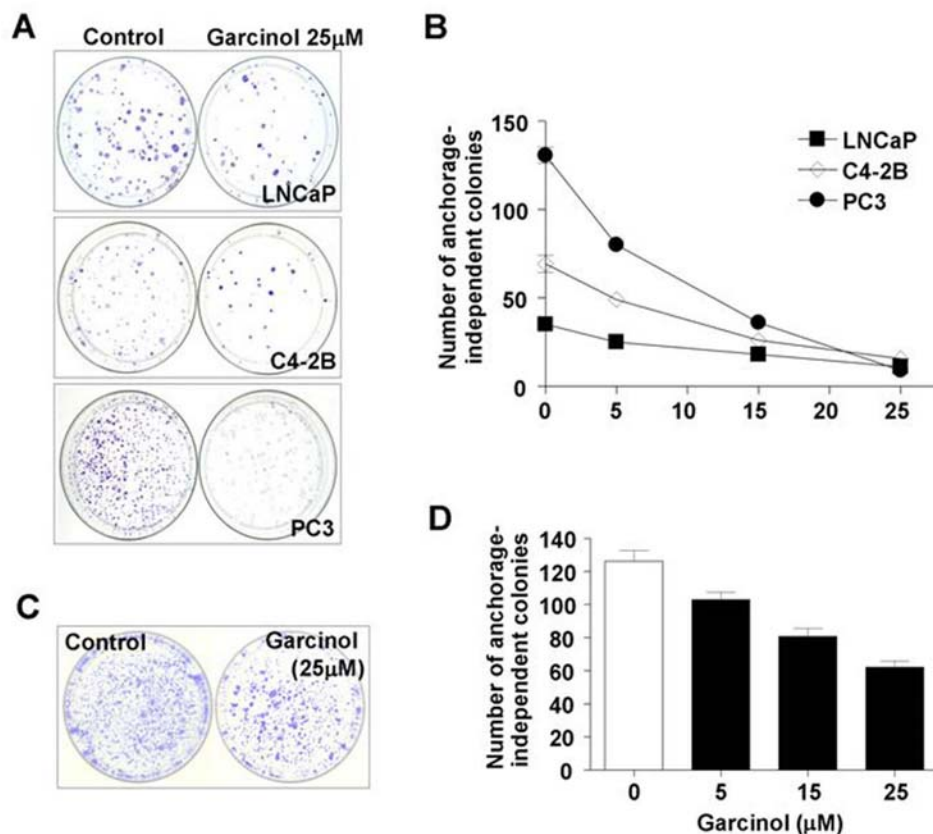 A
Control Garcinol 25μM
LNCaP
C4-2B
PC3
B
Number of anchorage-
independent colonies
150
100
50
0
0 5 10 15 20 25
LNCaP
C4-2B
PC3
C
Control
Garcinol
(25μM)
D
Number of anchorage-
independent colonies
140
120
100
80
60
40
20
0
0 5 15 25
Garcinol (μM)